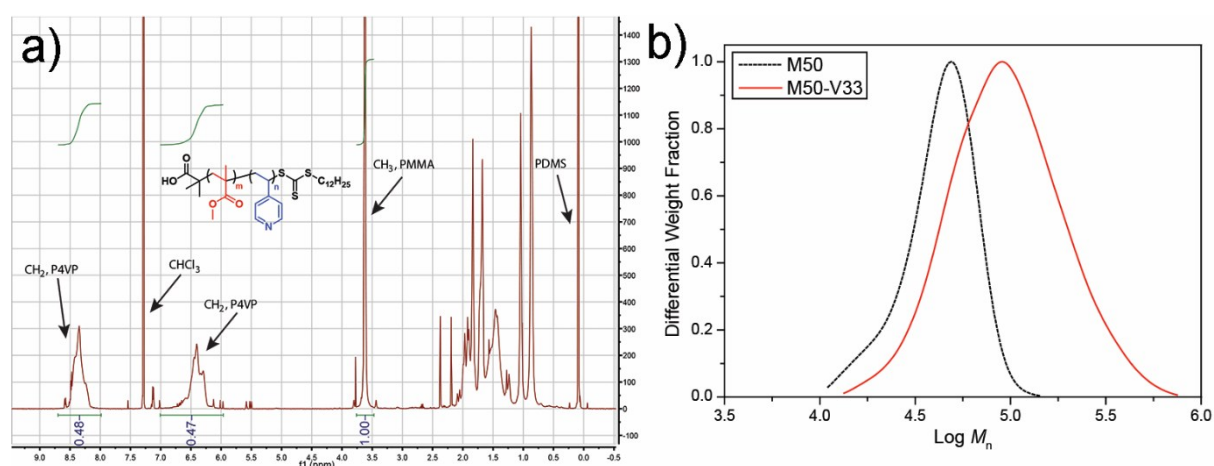 a)
1400
1300
1200
1100
1000
900
800
700
600
500
400
300
200
100
0
-100
CH2, P4VP
CHCl3
CH2, P4VP
CH3, PMMA
PDMS
HO
O
O
O
m
n
N
S
S
S
C12H25
0.48
0.47
1.00
9.5 9.0 8.5 8.0 7.5 7.0 6.5 6.0 5.5 5.0 4.5 4.0 3.5 3.0 2.5 2.0 1.5 1.0 0.5 0.0 -0.5
f1 (ppm)
b)
M50
M50-V33
Differential Weight Fraction
1.0
0.8
0.6
0.4
0.2
0.0
3.5 4.0 4.5 5.0 5.5 6.0
Log Mn